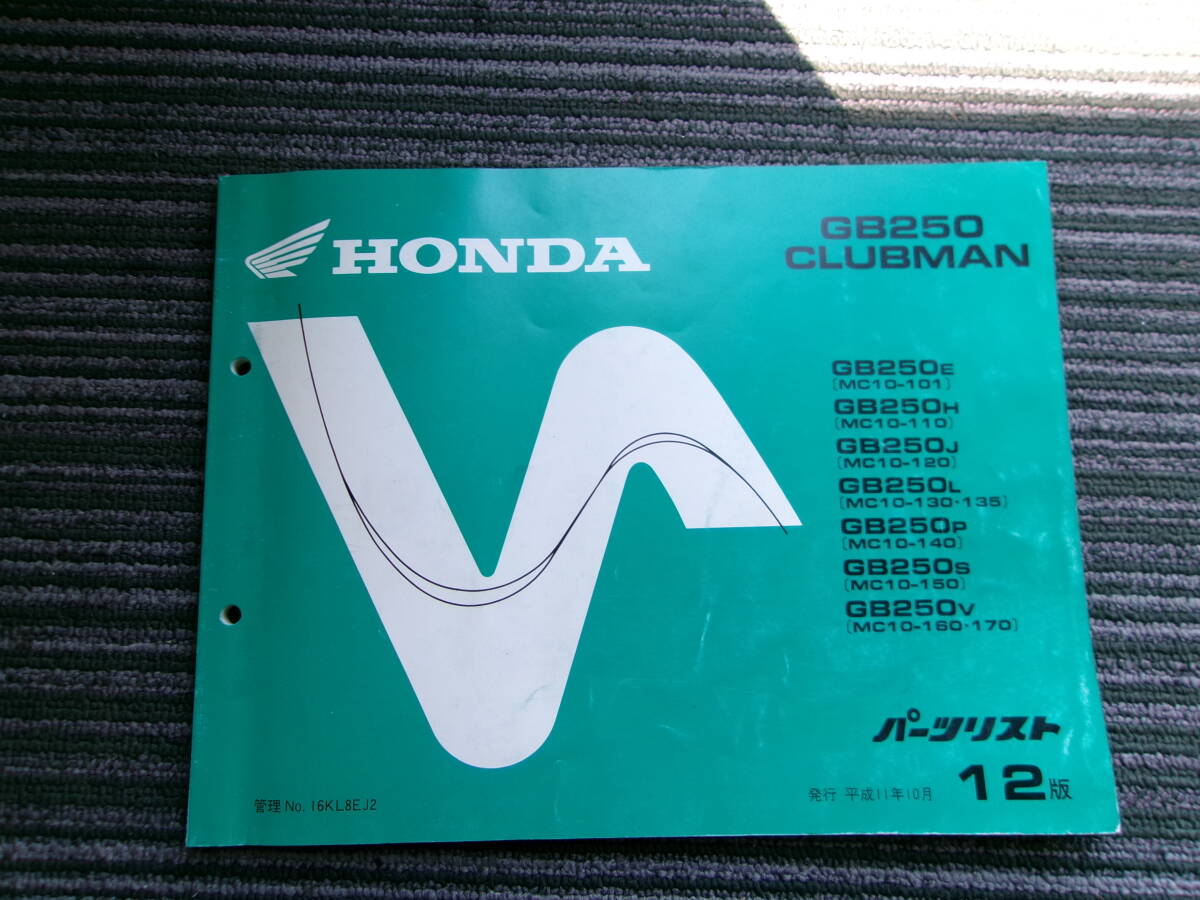 HONDA
GB250
CLUBMAN
GB250E
(MC10-101)
GB250H
(MC10-110)
GB250J
(MC10-120)
GB250L
(MC10-130・135)
GB250P
(MC10-140)
GB250S
(MC10-150)
GB250V
(MC10-160・170)
パーツリスト
管理 No. 16KL8EJ2
発行 平成11年10月
12版